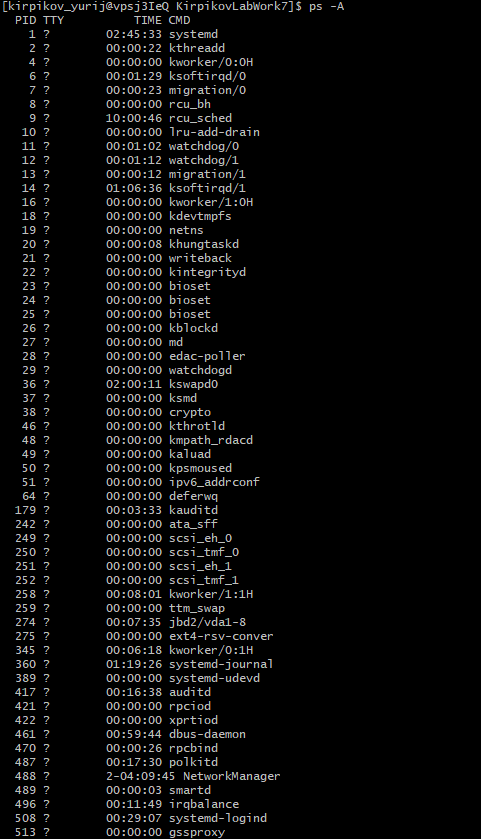 [kirpikov_yurij@vpsj3IeQ KirpikovLabWork7]$ ps -A
PID TTY TIME CMD
1 ? 02:45:33 systemd
2 ? 00:00:22 kthreadd
4 ? 00:00:00 kworker/0:0H
6 ? 00:01:29 ksoftirqd/0
7 ? 00:00:23 migration/0
8 ? 00:00:00 rcu_bh
9 ? 10:00:46 rcu_sched
10 ? 00:00:00 lru-add-drain
11 ? 00:01:02 watchdog/0
12 ? 00:01:12 watchdog/1
13 ? 00:00:12 migration/1
14 ? 01:06:36 ksoftirqd/1
16 ? 00:00:00 kworker/1:0H
18 ? 00:00:00 kdevtmpfs
19 ? 00:00:00 netns
20 ? 00:00:08 khungtaskd
21 ? 00:00:00 writeback
22 ? 00:00:00 kintegrityd
23 ? 00:00:00 bioset
24 ? 00:00:00 bioset
25 ? 00:00:00 bioset
26 ? 00:00:00 kblockd
27 ? 00:00:00 md
28 ? 00:00:00 edac-poller
29 ? 00:00:00 watchdogd
36 ? 02:00:11 kswapd0
37 ? 00:00:00 ksmd
38 ? 00:00:00 crypto
46 ? 00:00:00 kthrotld
48 ? 00:00:00 kmpath_rdacd
49 ? 00:00:00 kaluad
50 ? 00:00:00 kpsmoused
51 ? 00:00:00 ipv6_addrconf
64 ? 00:00:00 deferwq
179 ? 00:03:33 kauditd
242 ? 00:00:00 ata_sff
249 ? 00:00:00 scsi_eh_0
250 ? 00:00:00 scsi_tmf_0
251 ? 00:00:00 scsi_eh_1
252 ? 00:00:00 scsi_tmf_1
258 ? 00:08:01 kworker/1:1H
259 ? 00:00:00 ttm_swap
274 ? 00:07:35 jbd2/vda1-8
275 ? 00:00:00 ext4-rsv-conver
345 ? 00:06:18 kworker/0:1H
360 ? 01:19:26 systemd-journal
389 ? 00:00:00 systemd-udevd
417 ? 00:16:38 auditd
421 ? 00:00:00 rpciod
422 ? 00:00:00 xprtiod
461 ? 00:59:44 dbus-daemon
470 ? 00:00:26 rpcbind
487 ? 00:17:30 polkitd
488 ? 2-04:09:45 NetworkManager
489 ? 00:00:03 smartd
496 ? 00:11:49 irqbalance
508 ? 00:29:07 systemd-logind
513 ? 00:00:00 gssproxy